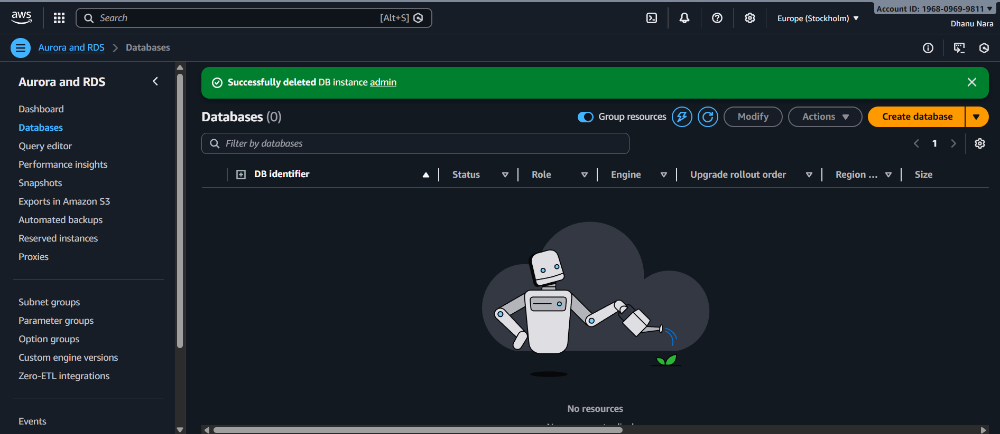 aws
Search
[Alt+S]
Europe (Stockholm)
Account ID: 1968-0969-9811
Dhanu Nara
Aurora and RDS
Databases
Aurora and RDS
Dashboard
Databases
Query editor
Performance insights
Snapshots
Exports in Amazon S3
Automated backups
Reserved instances
Proxies
Subnet groups
Parameter groups
Option groups
Custom engine versions
Zero-ETL integrations
Events
Successfully deleted DB instance admin
Databases (0)
Group resources
Modify
Actions
Create database
Filter by databases
1
DB identifier
Status
Role
Engine
Upgrade rollout order
Region ...
Size
No resources